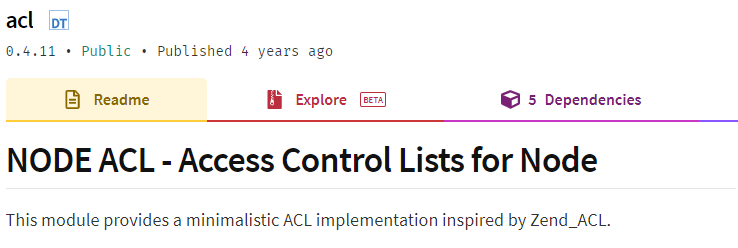 acl DT
0.4.11 • Public • Published 4 years ago
Readme Explore BETA 5 Dependencies
NODE ACL - Access Control Lists for Node
This module provides a minimalistic ACL implementation inspired by Zend_ACL.